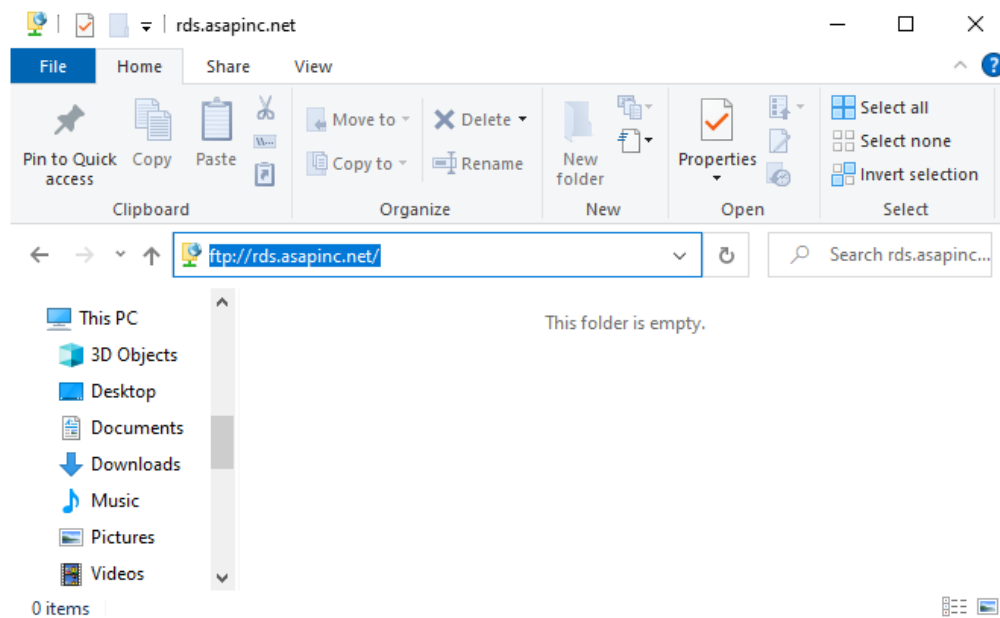 rds.asapinc.net
File Home Share View
?
Pin to Quick access
Copy
Paste
W...
Clipboard
Move to
Copy to
Delete
Rename
Organize
New folder
New
Properties
Open
Select all
Select none
Invert selection
Select
ftp://rds.asapinc.net/
Search rds.asapinc...
This PC
3D Objects
Desktop
Documents
Downloads
Music
Pictures
Videos
This folder is empty.
0 items